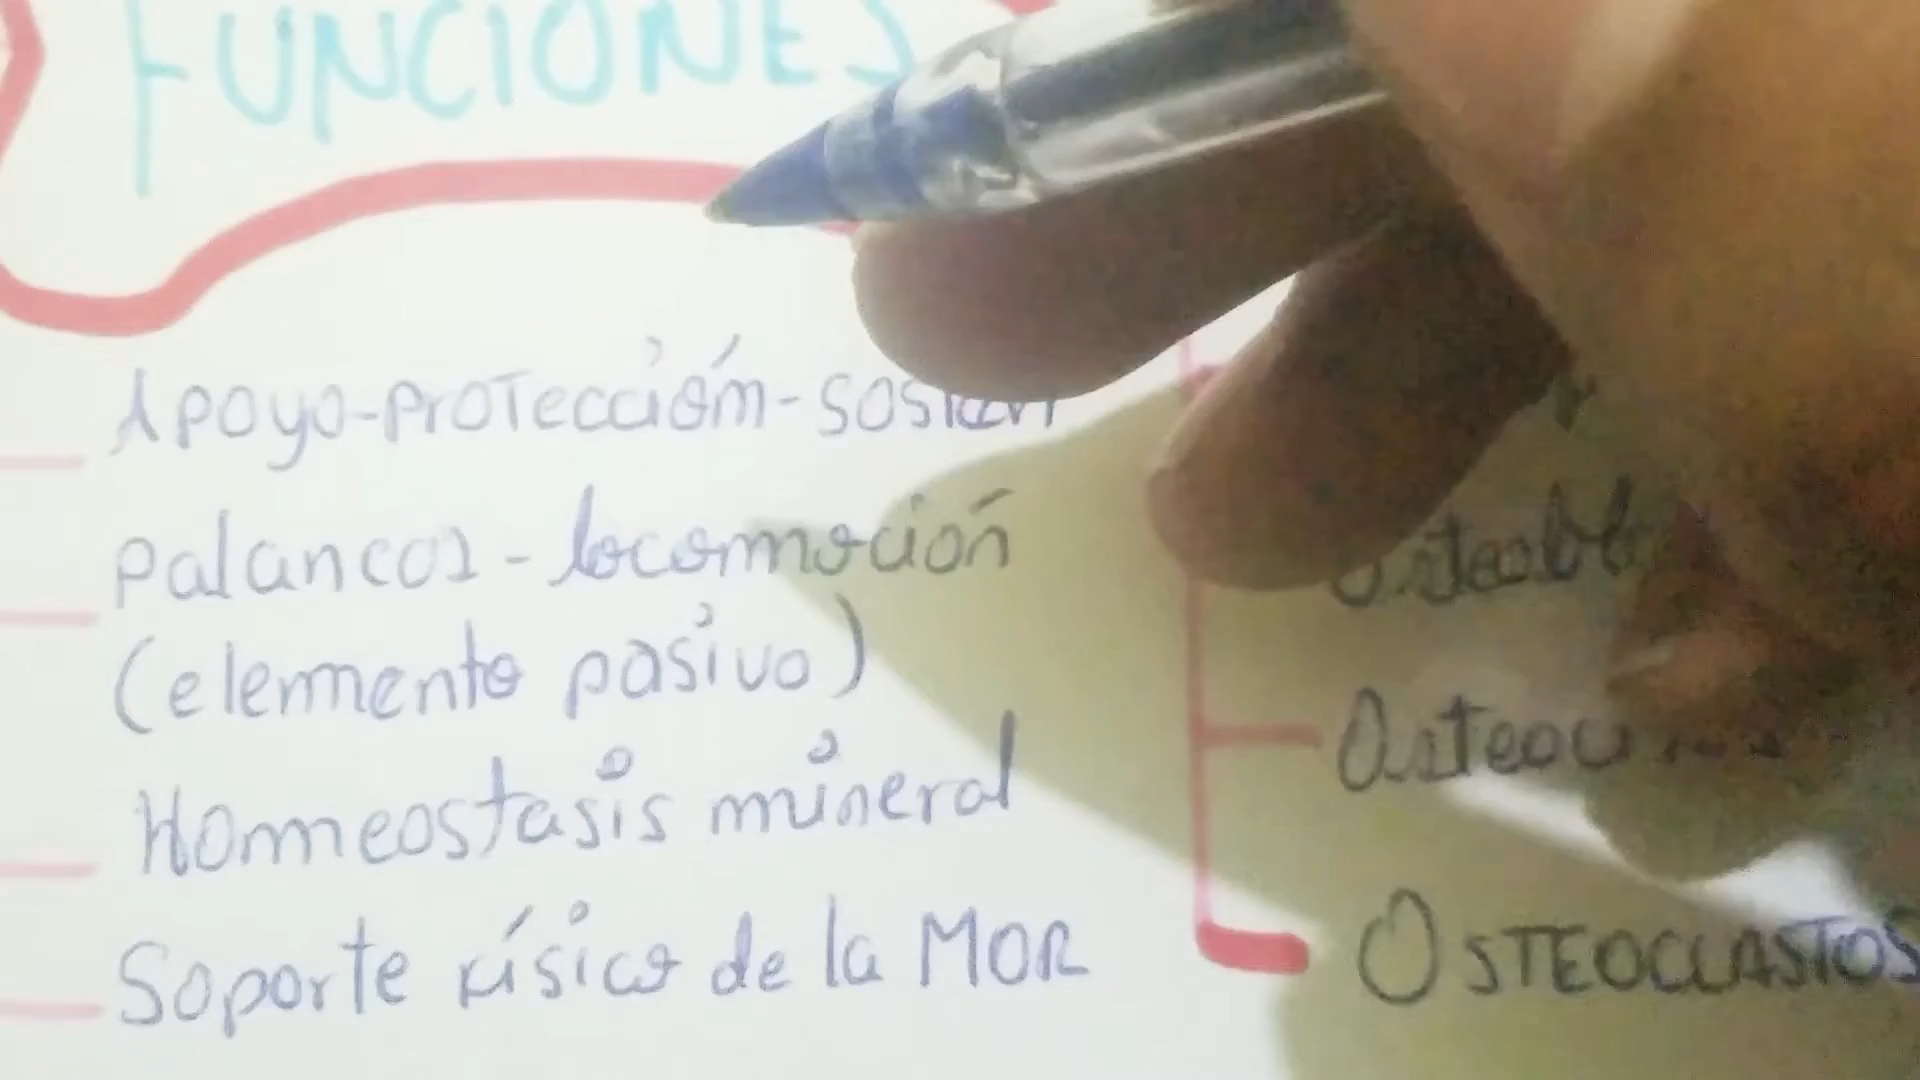 FUNCIONES
Apoyo-Protección-sostén
Palancas - locomoción
(elemento pasivo)
Homeostasis mineral
Soporte físico de la MOR
OSTEOCLASTOS